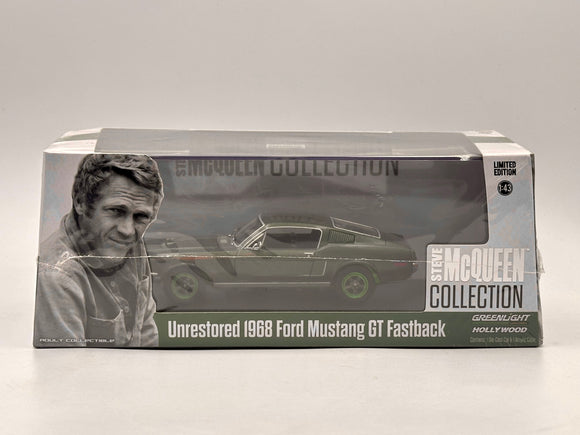 STEVE McQUEEN COLLECTION
LIMITED
EDITION
1:43
STEVE McQUEEN
COLLECTION
GREENLIGHT
HOLLYWOOD
Unrestored 1968 Ford Mustang GT Fastback
ADULT COLLECTIBLE